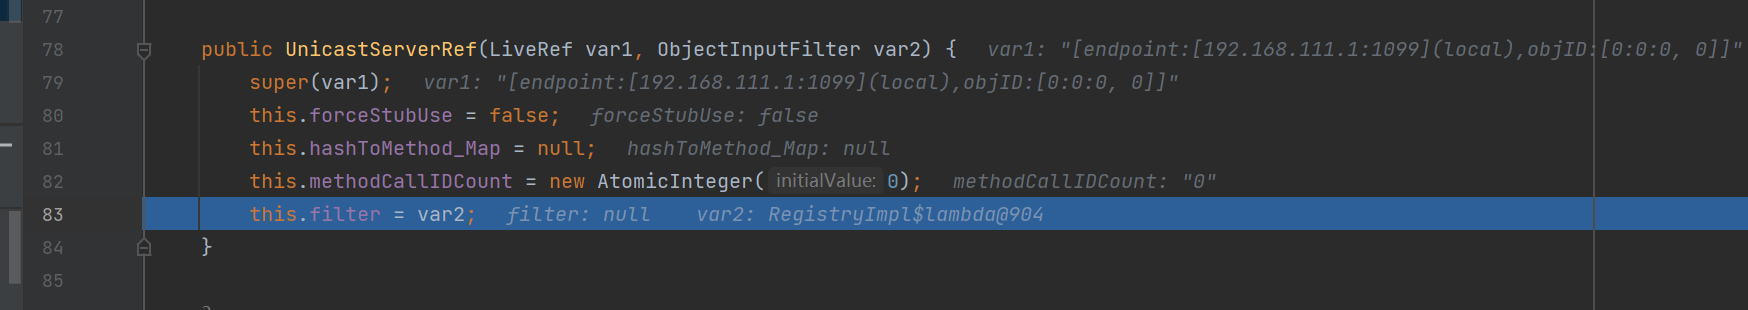 77
78 public UnicastServerRef(LiveRef var1, ObjectInputFilter var2) { var1: "[endpoint:[192.168.111.1:1099](local),objID:[0:0:0, 0]]"
79 super(var1); var1: "[endpoint:[192.168.111.1:1099](local),objID:[0:0:0, 0]]"
80 this.forceStubUse = false; forceStubUse: false
81 this.hashToMethod_Map = null; hashToMethod_Map: null
82 this.methodCallIDCount = new AtomicInteger( initialValue: 0); methodCallIDCount: "0"
83 this.filter = var2; filter: null var2: RegistryImpl$lambda@904
84 }
85